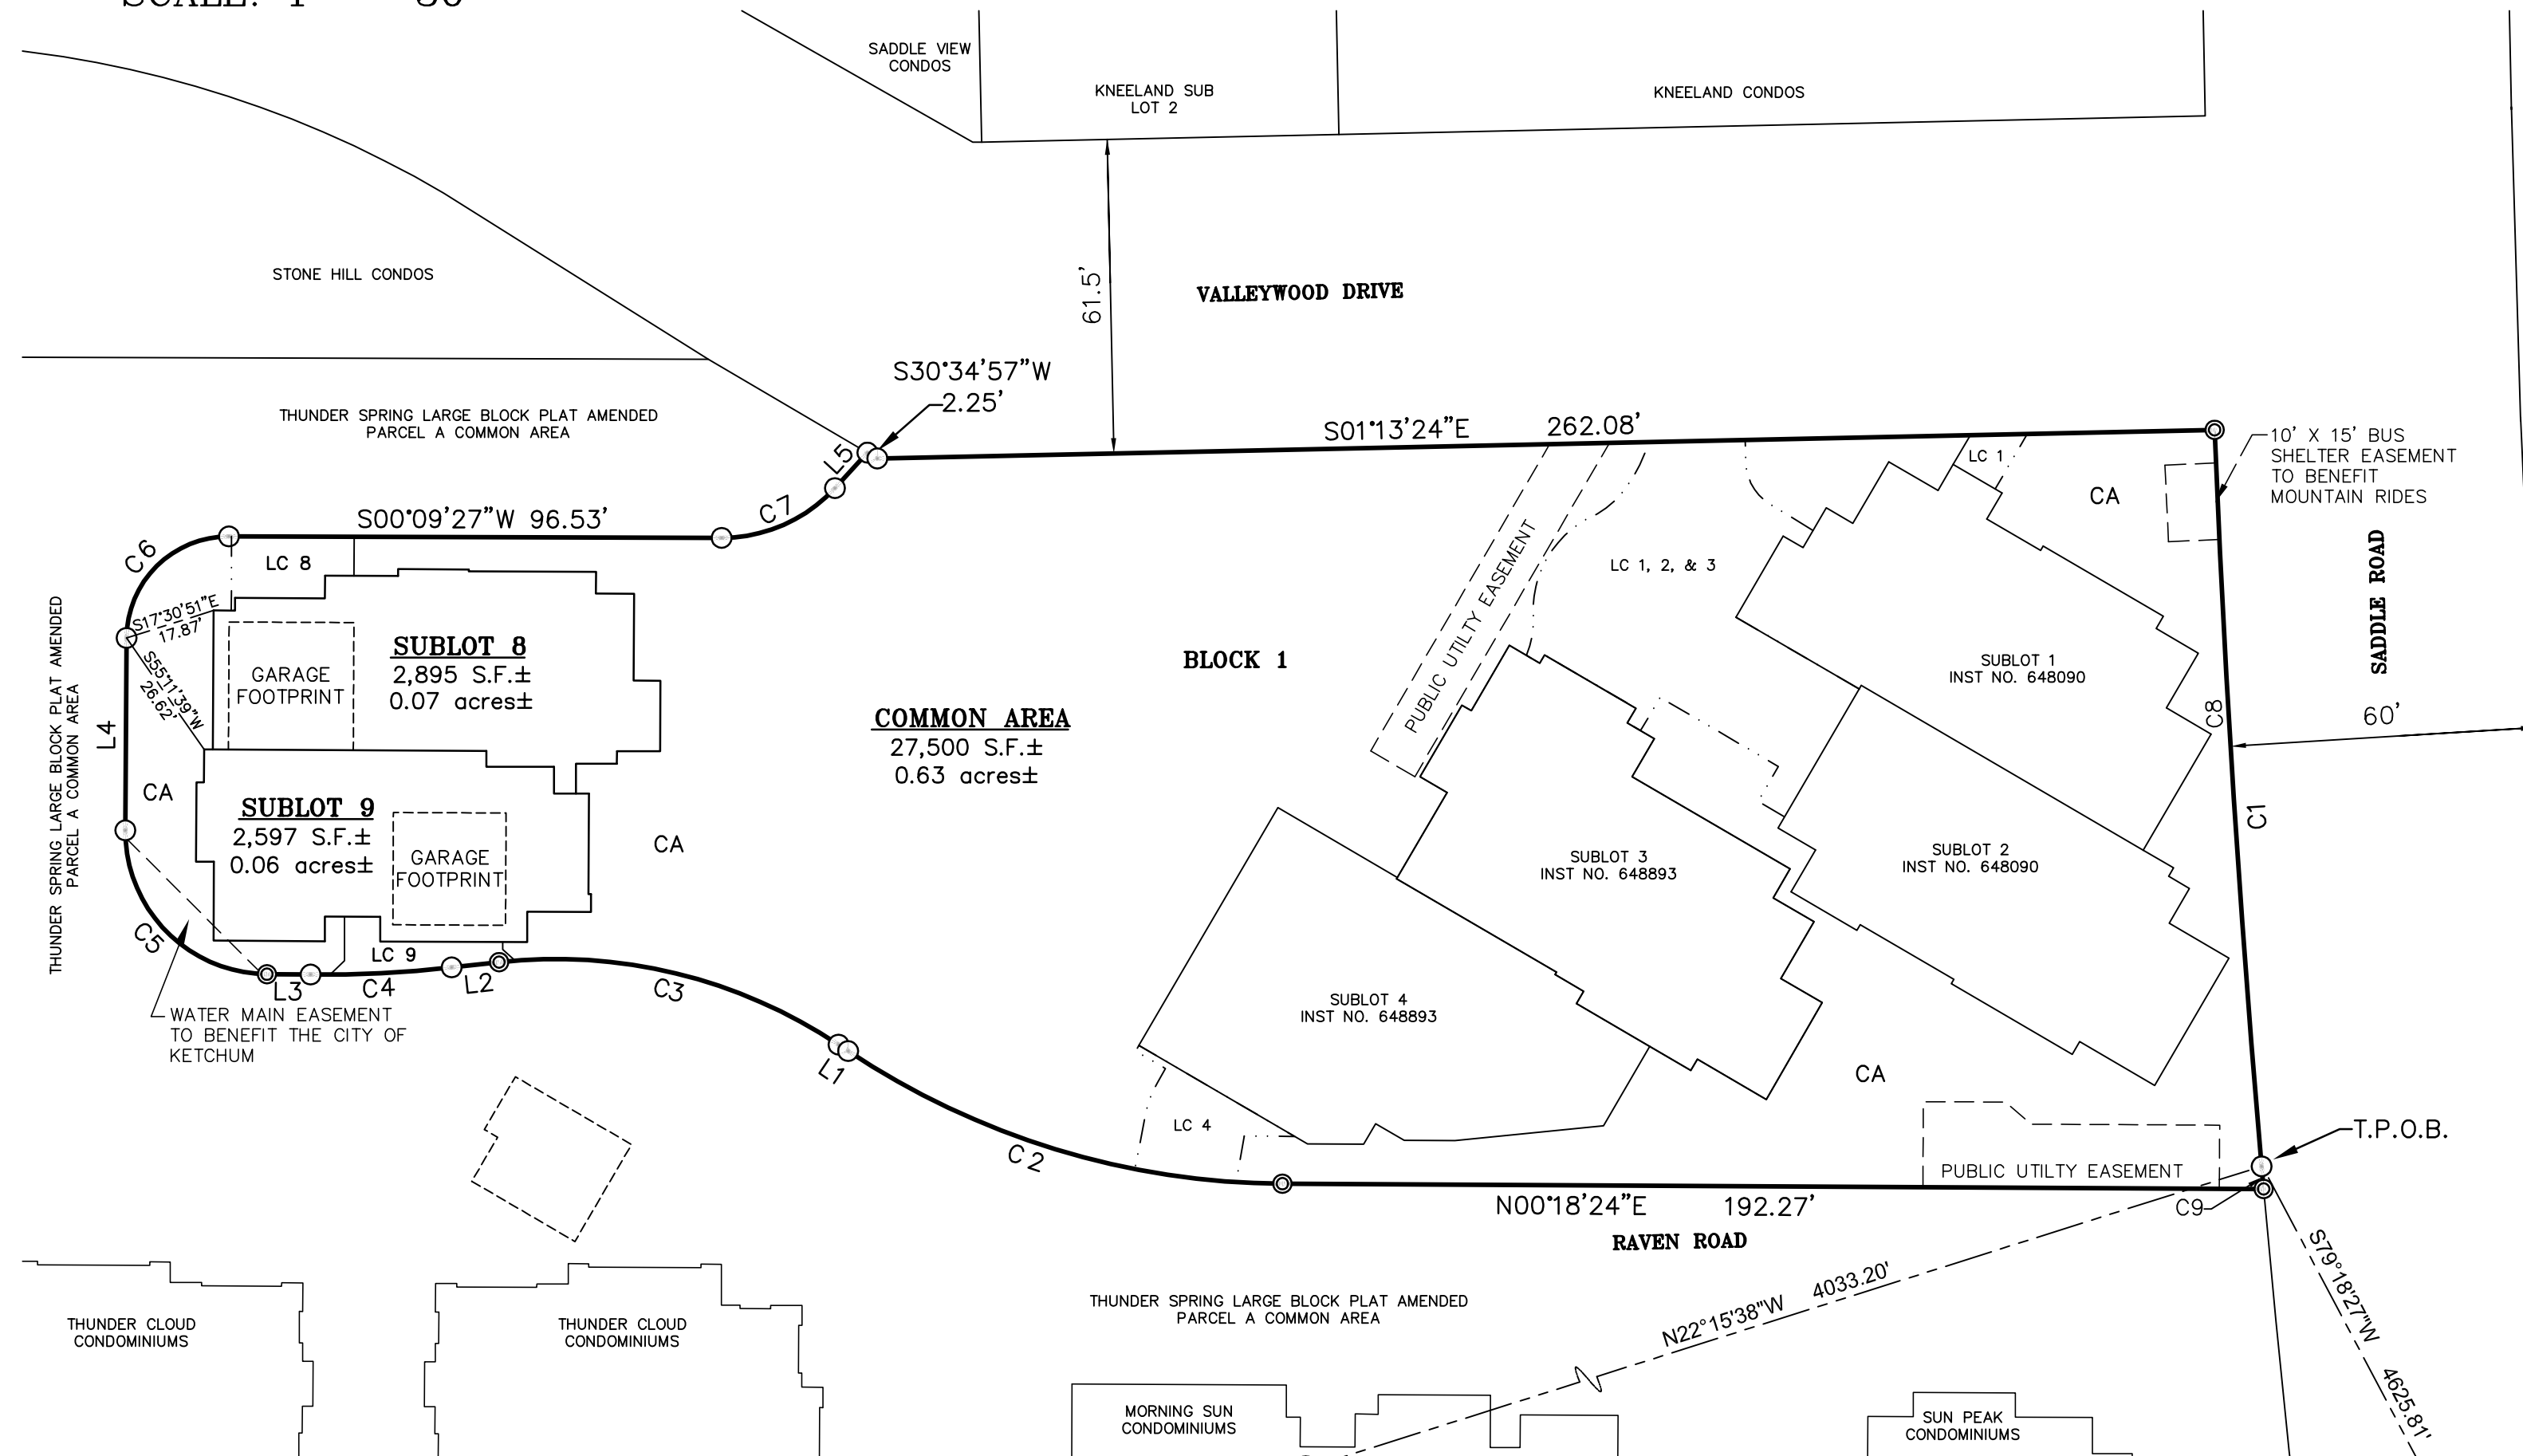 SADDLE VIEW
CONDOS
KNEELAND SUB
LOT 2
KNEELAND CONDOS
STONE HILL CONDOS
61.5'
VALLEYWOOD DRIVE
S30°34'57"W
2.25'
THUNDER SPRING LARGE BLOCK PLAT AMENDED
PARCEL A COMMON AREA
S01°13'24"E 262.08'
10' X 15' BUS
SHELTER EASEMENT
TO BENEFIT
MOUNTAIN RIDES
L5
LC 1
CA
C7
S00°09'27"W 96.53'
C6
LC 8
PUBLIC UTILTY EASEMENT
LC 1, 2, & 3
SADDLE ROAD
S17°30'51"E
17.87'
S55°11'39"W
26.62'
GARAGE
FOOTPRINT
SUBLOT 8
2,895 S.F.±
0.07 acres±
BLOCK 1
SUBLOT 1
INST NO. 648090
COMMON AREA
27,500 S.F.±
0.63 acres±
C8
60'
THUNDER SPRING LARGE BLOCK PLAT AMENDED
PARCEL A COMMON AREA
L4
CA
SUBLOT 9
2,597 S.F.±
0.06 acres±
GARAGE
FOOTPRINT
CA
SUBLOT 3
INST NO. 648893
SUBLOT 2
INST NO. 648090
C1
C5
LC 9
L3
C4
L2
C3
SUBLOT 4
INST NO. 648893
WATER MAIN EASEMENT
TO BENEFIT THE CITY OF
KETCHUM
L1
CA
LC 4
C2
T.P.O.B.
PUBLIC UTILTY EASEMENT
N00°18'24"E 192.27'
C9
RAVEN ROAD
S79°18'27"W 4625.81'
N22°15'38"W 4033.20'
THUNDER SPRING LARGE BLOCK PLAT AMENDED
PARCEL A COMMON AREA
THUNDER CLOUD
CONDOMINIUMS
THUNDER CLOUD
CONDOMINIUMS
MORNING SUN
CONDOMINIUMS
SUN PEAK
CONDOMINIUMS